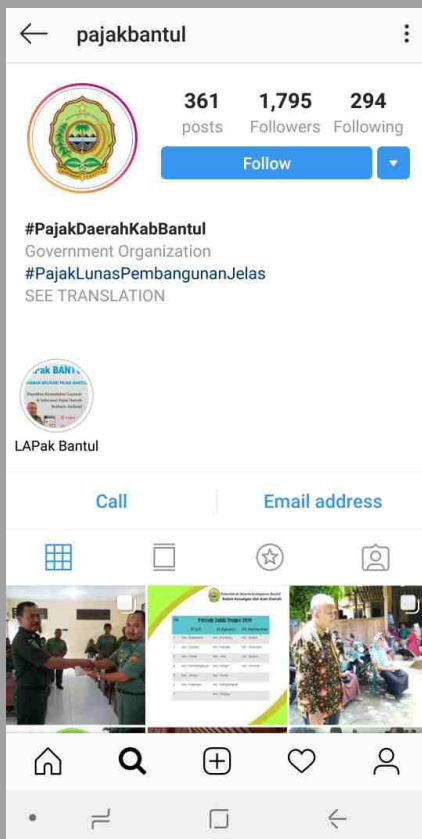 pajakbantul
361 1,795 294
posts Followers Following
Follow
#PajakDaerahKabBantul
Government Organization
#PajakLunasPembangunanJelas
SEE TRANSLATION
LAPak Bantul
Call Email address